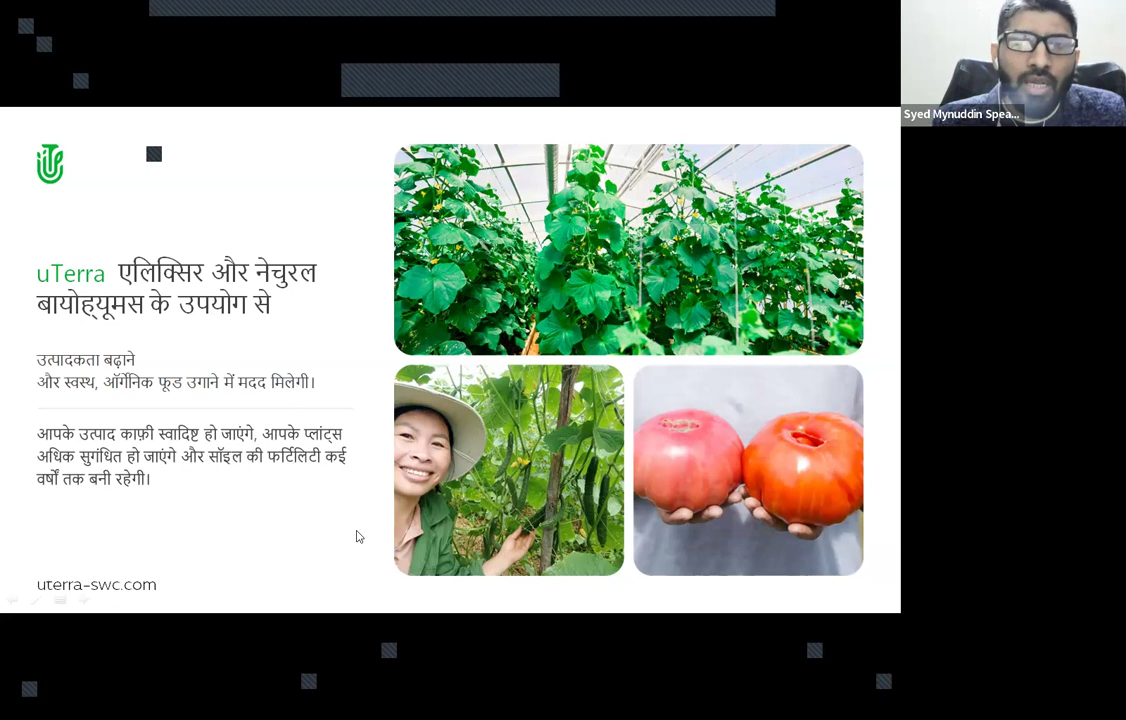 Syed Mynuddin Spea...
uTerra एलिक्सिर और नेचुरल
बायोह्यूमस के उपयोग से
उत्पादकता बढ़ाने
और स्वस्थ, ऑर्गेनिक फूड उगाने में मदद मिलेगी।
आपके उत्पाद काफ़ी स्वादिष्ट हो जाएंगे, आपके प्लांट्स
अधिक सुगंधित हो जाएंगे और सॉइल की फर्टिलिटी कई
वर्षों तक बनी रहेगी।
uterra-swc.com